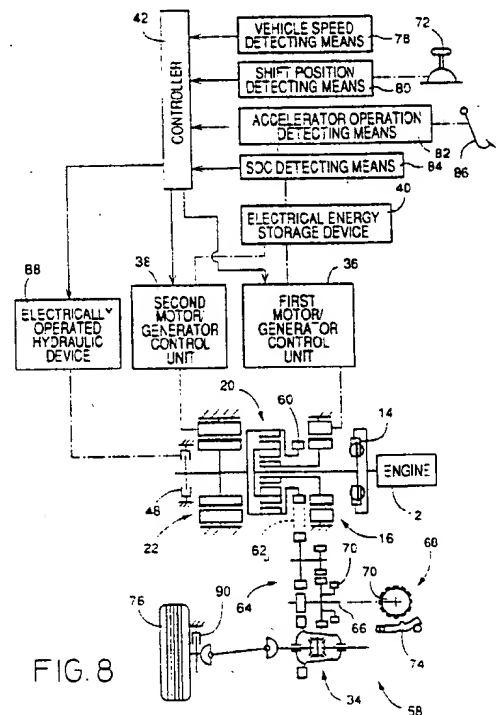 42
CONTROLLER
VEHICLE SPEED
DETECTING MEANS
78
72
SHIFT POSITION
DETECTING MEANS
80
ACCELERATOR OPERATION
DETECTING MEANS
82
86
SOC DETECTING MEANS
84
40
ELECTRICAL ENERGY
STORAGE DEVICE
88
38
36
ELECTRICALLY
OPERATED
HYDRAULIC
DEVICE
SECOND
MOTOR/
GENERATOR
CONTROL
UNIT
FIRST
MOTOR/
GENERATOR
CONTROL
UNIT
20
60
14
ENGINE
48
22
62
16
12
70
68
64
70
76
90
66
74
34
58
FIG. 8